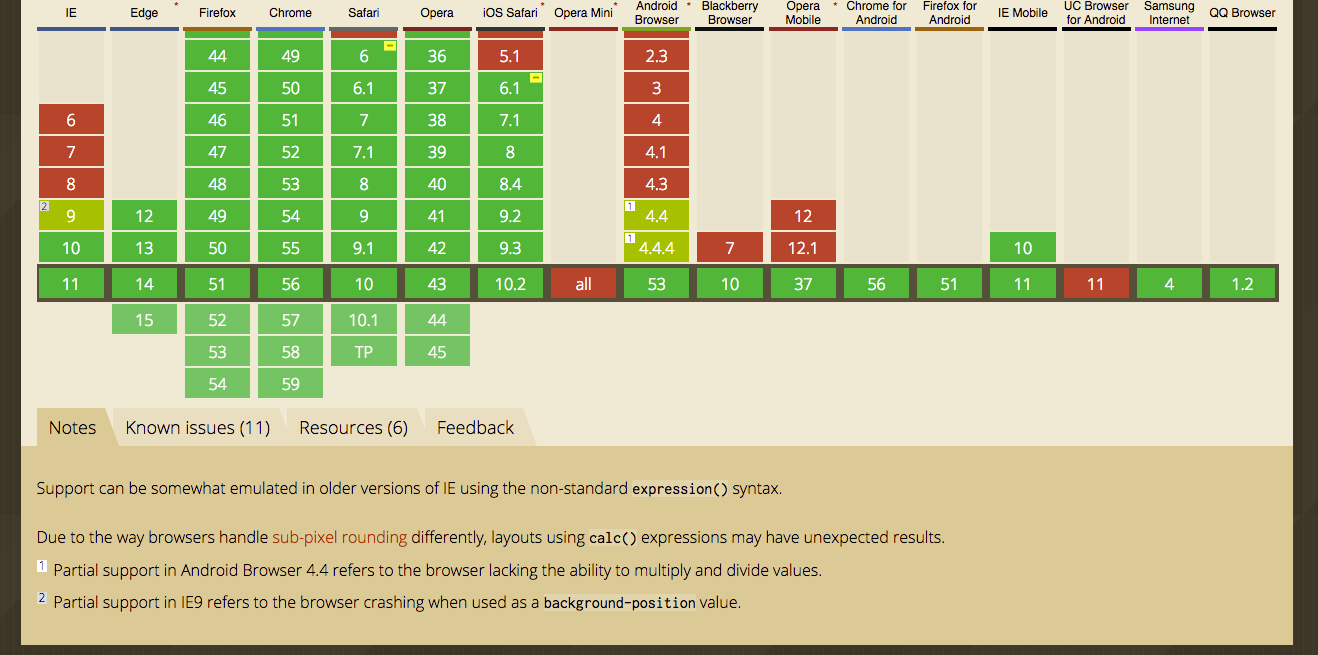 IE Edge * Firefox Chrome Safari Opera iOS Safari * Opera Mini * Android Browser * Blackberry Browser Opera Mobile * Chrome for Android Firefox for Android IE Mobile UC Browser for Android Samsung Internet QQ Browser
44 49 6 - 36 5.1 2.3
45 50 6.1 37 6.1 - 3
6 46 51 7 38 7.1 4
7 47 52 7.1 39 8 4.1
8 48 53 8 40 8.4 4.3
2 9 12 49 54 9 41 9.2 1 4.4 12
10 13 50 55 9.1 42 9.3 1 4.4.4 7 12.1 10
11 14 51 56 10 43 10.2 all 53 10 37 56 51 11 11 4 1.2
15 52 57 10.1 44
53 58 TP 45
54 59
Notes Known issues (11) Resources (6) Feedback
Support can be somewhat emulated in older versions of IE using the non-standard expression() syntax.
Due to the way browsers handle sub-pixel rounding differently, layouts using calc() expressions may have unexpected results.
1 Partial support in Android Browser 4.4 refers to the browser lacking the ability to multiply and divide values.
2 Partial support in IE9 refers to the browser crashing when used as a background-position value.